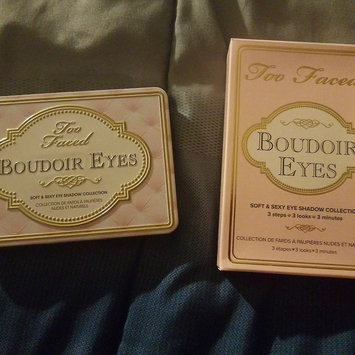 Too
Faced
BOUDOIR EYES
SOFT & SEXY EYE SHADOW COLLECTION
COLLECTION DE FARDS À PAUPIÈRES
NUDES ET NATURELS
Too Faced
BOUDOIR
EYES
SOFT & SEXY EYE SHADOW COLLECTION
3 steps • 3 looks • 3 minutes
COLLECTION DE FARDS À PAUPIÈRES
NUDES ET NATURELS
3 étapes • 3 looks • 3 minutes